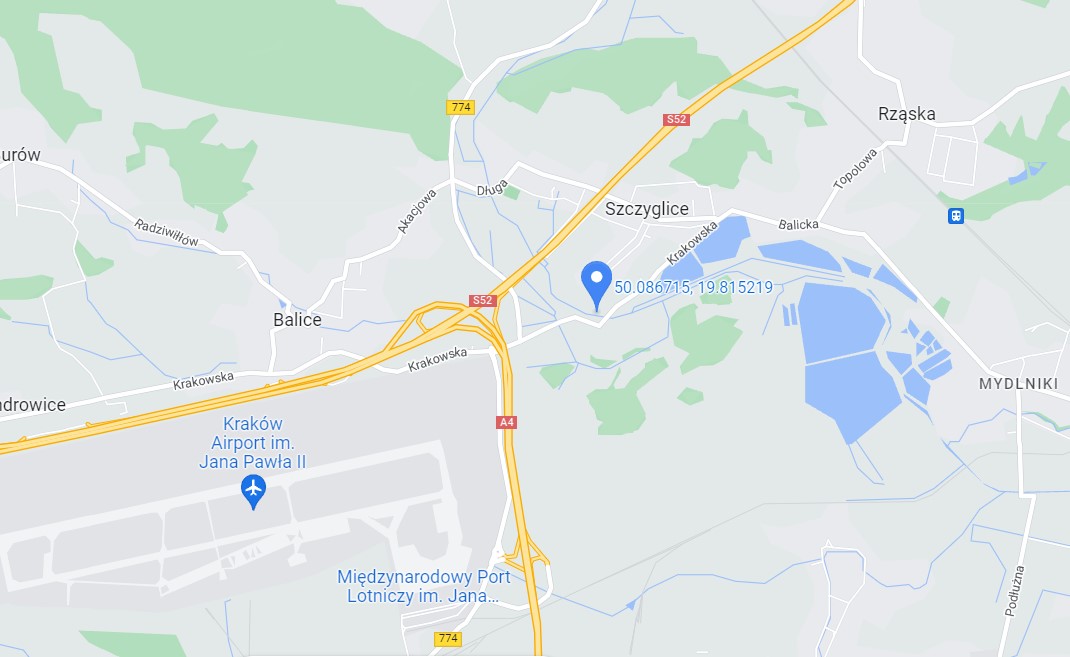 774
S52
Rząska
urów
Topolowa
Długa
Akacjowa
Szczyglice
Radziwiłłów
Krakowska
Balicka
50.086715, 19.815219
S52
Balice
Krakowska
Krakowska
MYDLNIKI
ndrowice
A4
Kraków
Airport im.
Jana Pawła II
Międzynarodowy Port
Lotniczy im. Jana...
Podłużna
774